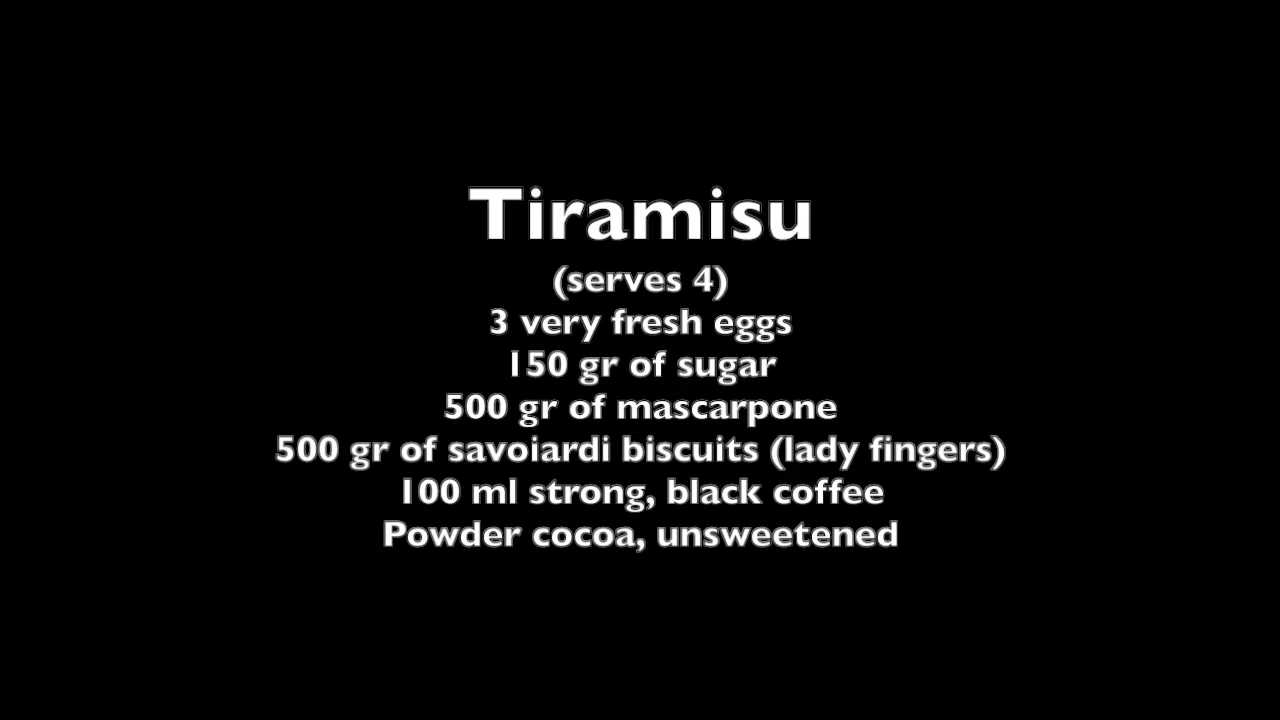 Tiramisu
(serves 4)
3 very fresh eggs
150 gr of sugar
500 gr of mascarpone
500 gr of savoiardi biscuits (lady fingers)
100 ml strong, black coffee
Powder cocoa, unsweetened